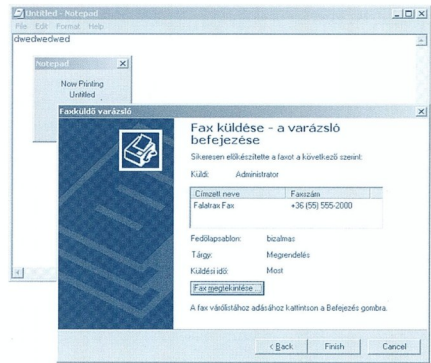 Untitled - Notepad
File Edit Format Help
dwedwedwed
Notepad
Now Printing
Untitled
Faxküldő varázsló
Fax küldése - a varázsló
befejezése
Sikeresen előkészítette a faxot a következő szerint:
Küldi: Administrator
Címzett neve Faxszám
Falatrax Fax +36 (55) 555-2000
Fedőlapsablon: bizalmas
Tárgy: Megrendelés
Küldési idő: Most
Fax megtekintése ...
A fax várólistához adásához kattintson a Befejezés gombra.
< Back Finish Cancel